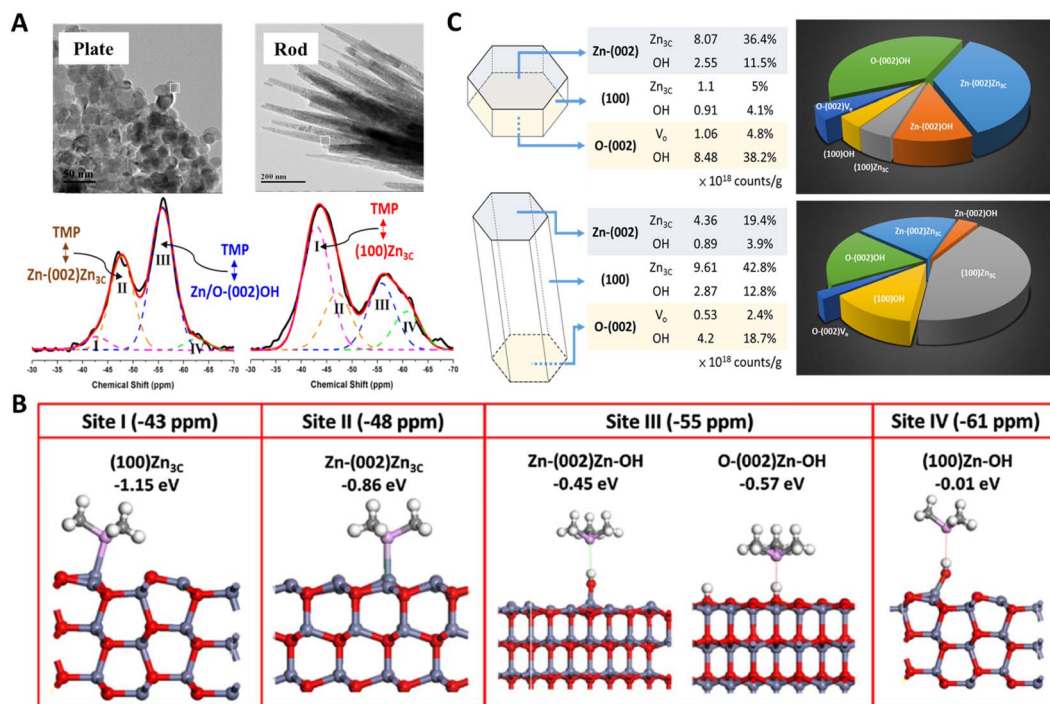 A
Plate
50 nm
Rod
200 nm
TMP
Zn-(002)Zn3C
I
II
III
IV
TMP
Zn/O-(002)OH
-30 -35 -40 -45 -50 -55 -60 -65 -70
Chemical Shift (ppm)
I
II
III
IV
TMP
(100)Zn3C
-30 -35 -40 -45 -50 -55 -60 -65 -70
Chemical Shift (ppm)
C
Zn-(002) Zn3C 8.07 36.4%
OH 2.55 11.5%
(100) Zn3C 1.1 5%
OH 0.91 4.1%
O-(002) Vo 1.06 4.8%
OH 8.48 38.2%
× 10^18 counts/g
O-(002)OH
Zn-(002)Zn3C
O-(002)Vo
(100)OH
(100)Zn3C
Zn-(002)OH
Zn-(002) Zn3C 4.36 19.4%
OH 0.89 3.9%
(100) Zn3C 9.61 42.8%
OH 2.87 12.8%
O-(002) Vo 0.53 2.4%
OH 4.2 18.7%
× 10^18 counts/g
Zn-(002)Zn3C
Zn-(002)OH
O-(002)OH
(100)Zn3C
(100)OH
O-(002)Vo
B
Site I (-43 ppm)
Site II (-48 ppm)
Site III (-55 ppm)
Site IV (-61 ppm)
(100)Zn3C
-1.15 eV
Zn-(002)Zn3C
-0.86 eV
Zn-(002)Zn-OH
-0.45 eV
O-(002)Zn-OH
-0.57 eV
(100)Zn-OH
-0.01 eV